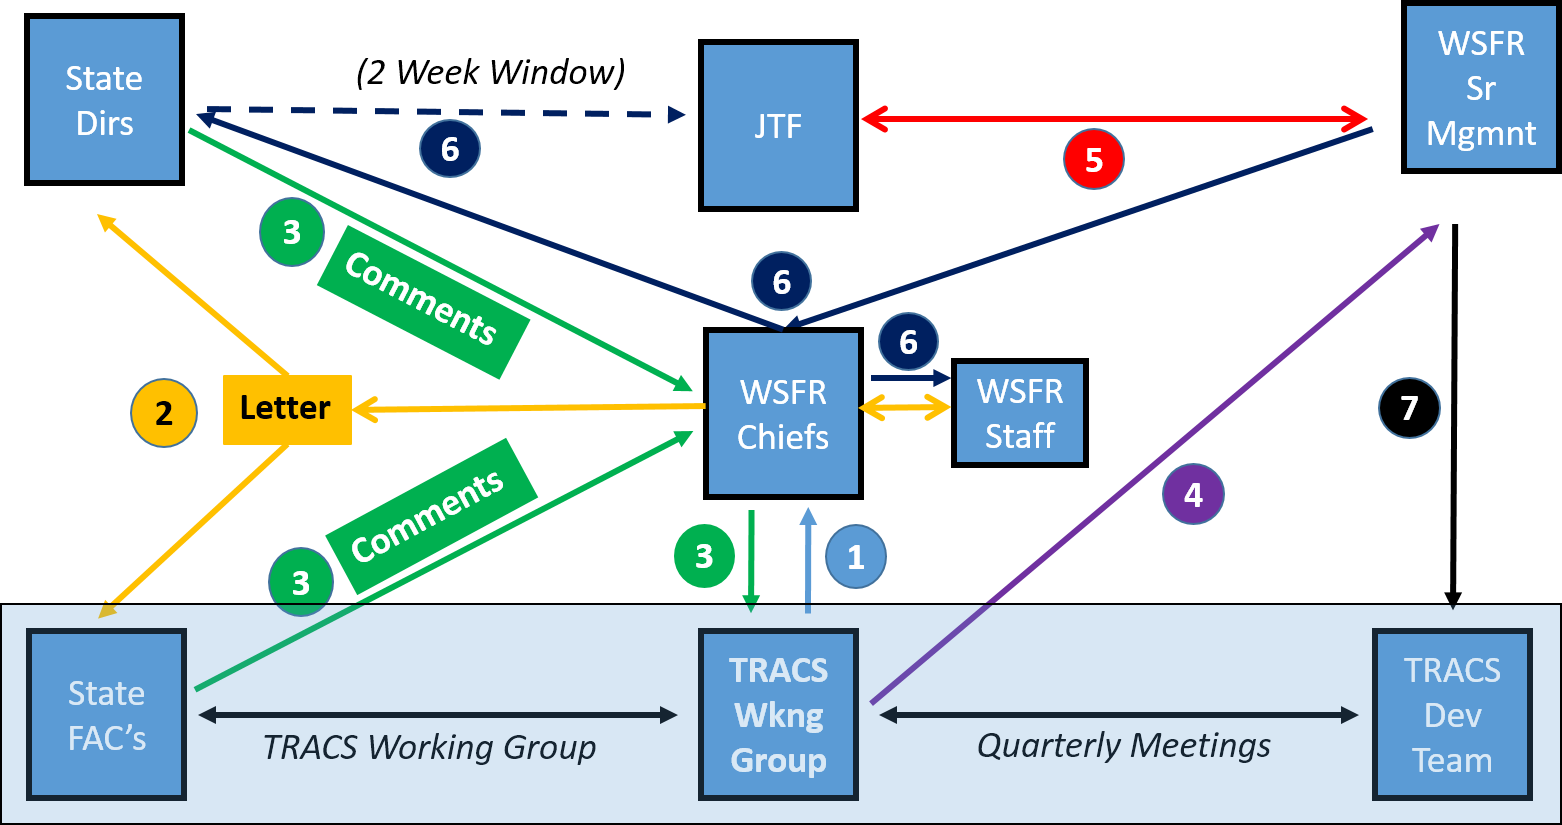 State
Dirs
(2 Week Window)
JTF
WSFR
Sr
Mgmnt
6
5
3
Comments
6
6
WSFR
Chiefs
WSFR
Staff
2
Letter
7
Comments
4
3
3
1
State
FAC's
TRACS Working Group
TRACS
Wkng
Group
Quarterly Meetings
TRACS
Dev
Team